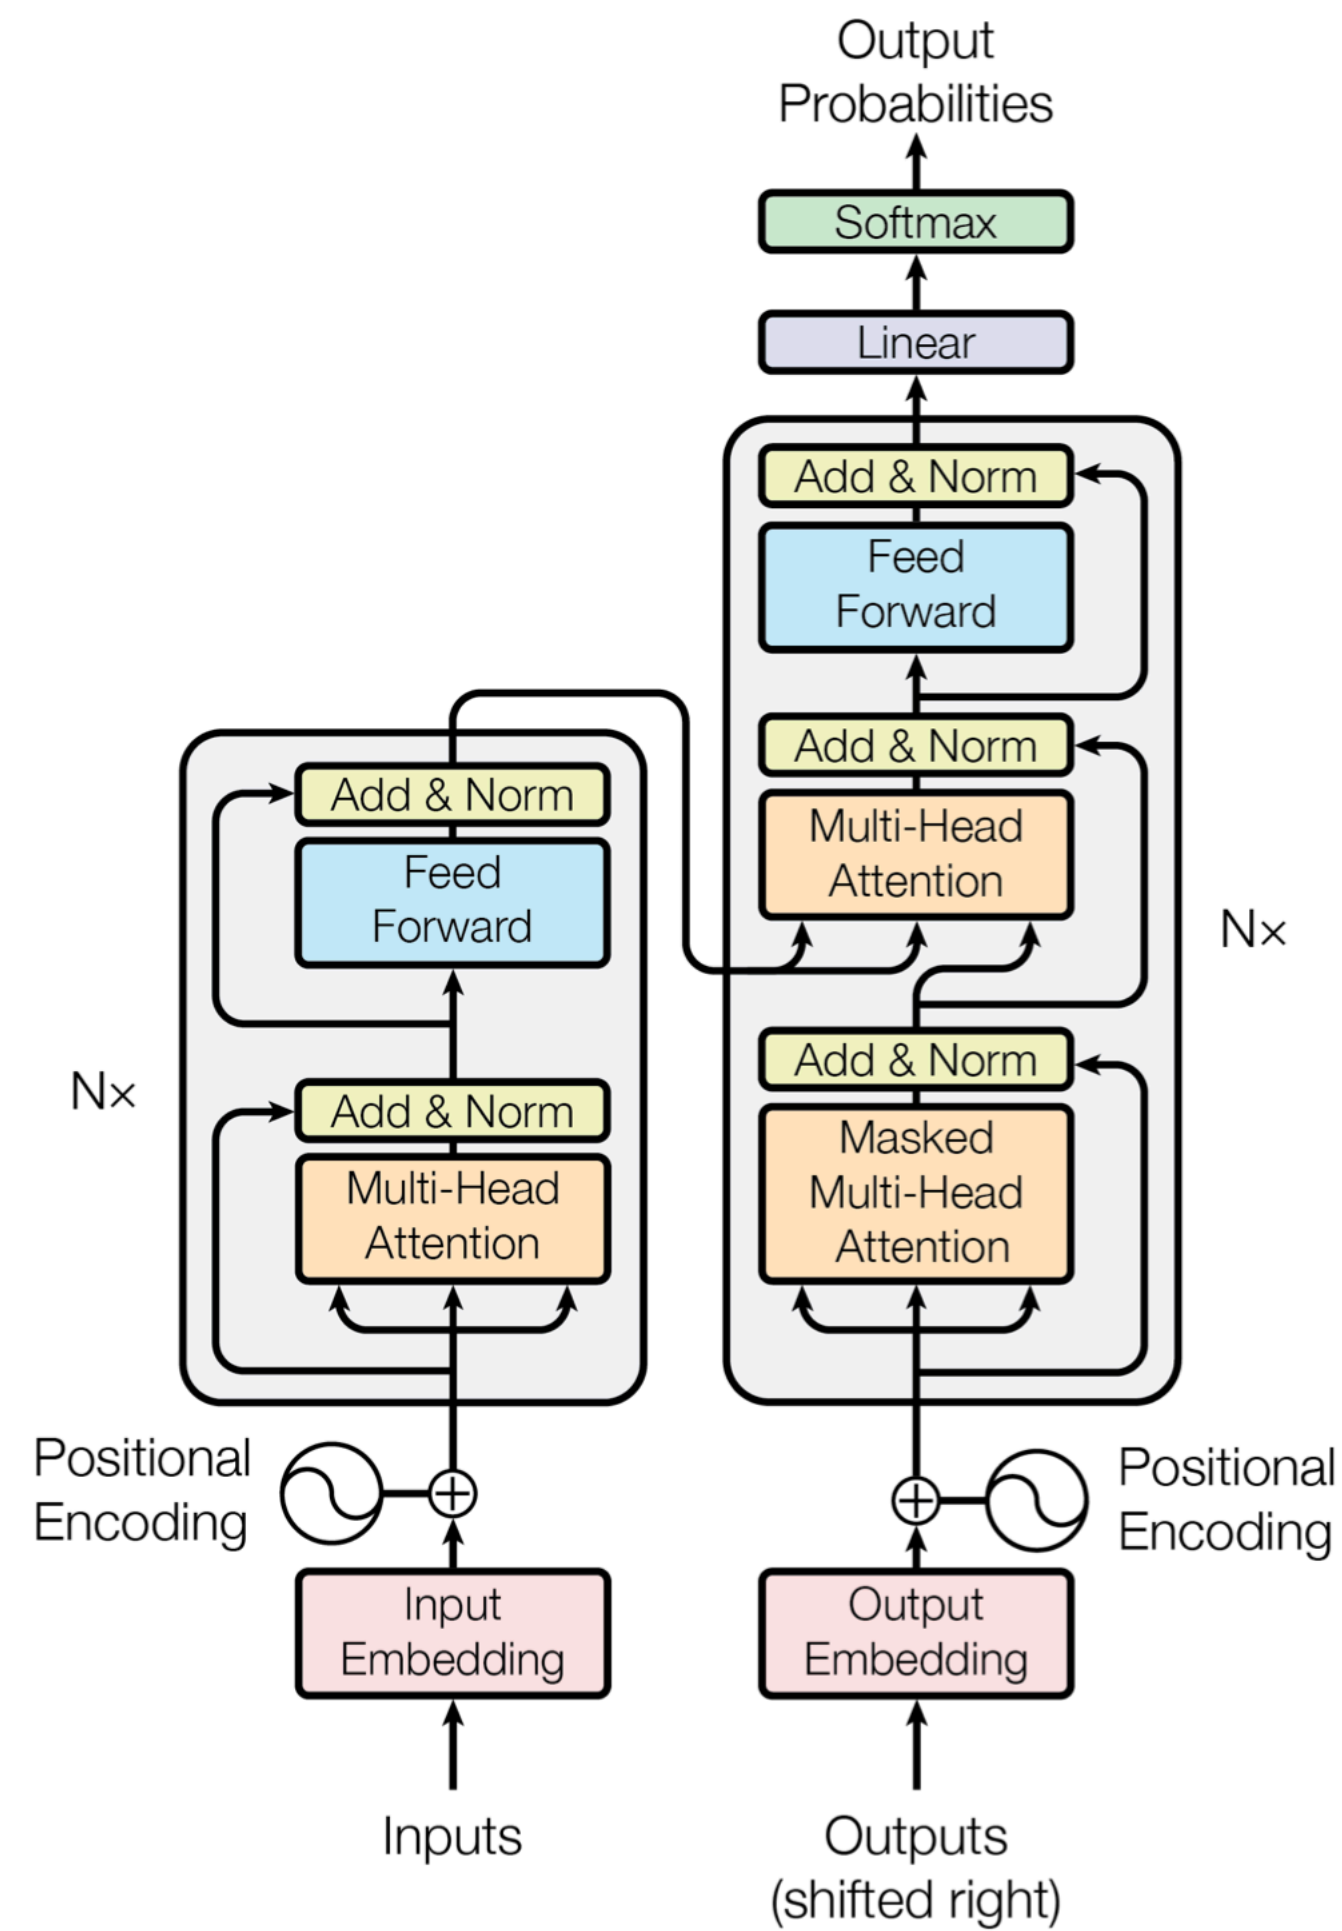 Output
Probabilities
Softmax
Linear
Add & Norm
Feed
Forward
Add & Norm
Multi-Head
Attention
Nx
Add & Norm
Masked
Multi-Head
Attention
Add & Norm
Feed
Forward
Nx
Add & Norm
Multi-Head
Attention
Positional
Encoding
Positional
Encoding
Input
Embedding
Output
Embedding
Inputs
Outputs
(shifted right)